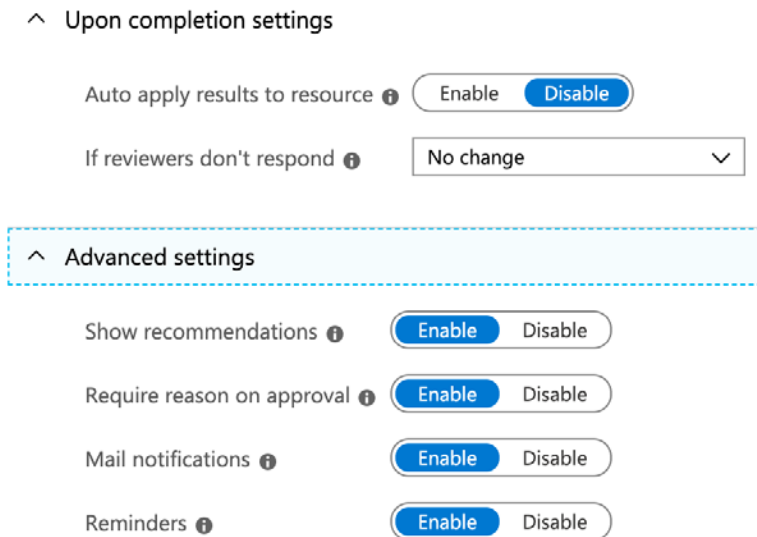 Upon completion settings
Auto apply results to resource Enable Disable
If reviewers don't respond No change
Advanced settings
Show recommendations Enable Disable
Require reason on approval Enable Disable
Mail notifications Enable Disable
Reminders Enable Disable